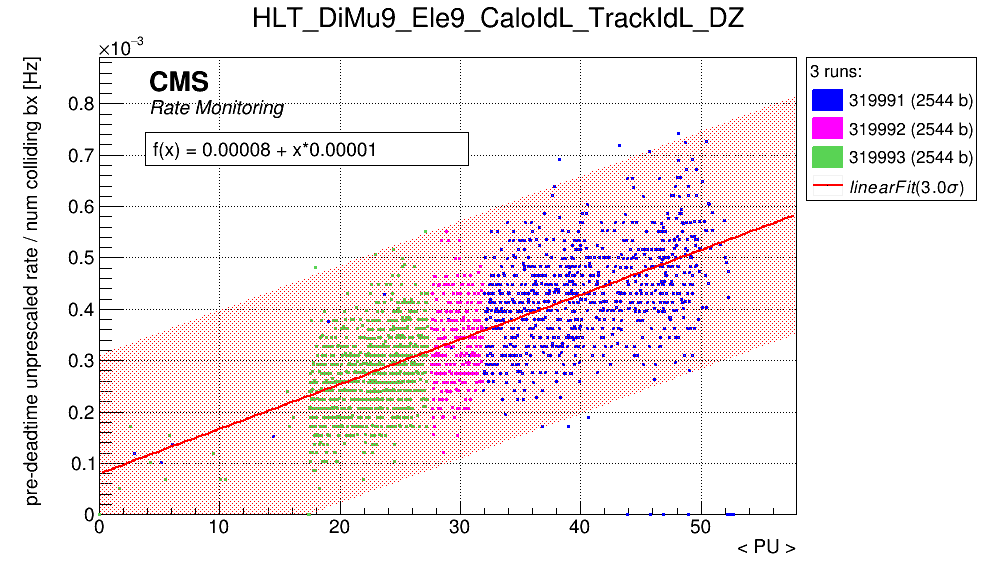 HLT_DiMu9_Ele9_CaloIdL_TrackIdL_DZ
×10⁻³
CMS
Rate Monitoring
f(x) = 0.00008 + x*0.00001
pre-deadtime unprescaled rate / num colliding bx [Hz]
0.8
0.7
0.6
0.5
0.4
0.3
0.2
0.1
0
0 10 20 30 40 50
< PU >
3 runs:
319991 (2544 b)
319992 (2544 b)
319993 (2544 b)
linearFit(3.0σ)